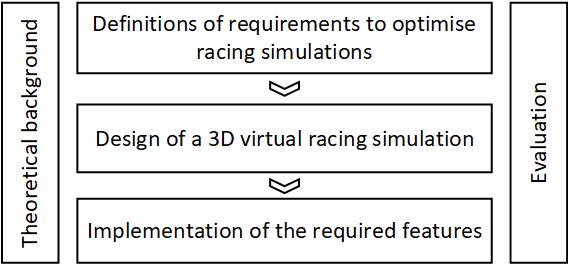 Theoretical background
Definitions of requirements to optimise
racing simulations
Design of a 3D virtual racing simulation
Implementation of the required features
Evaluation